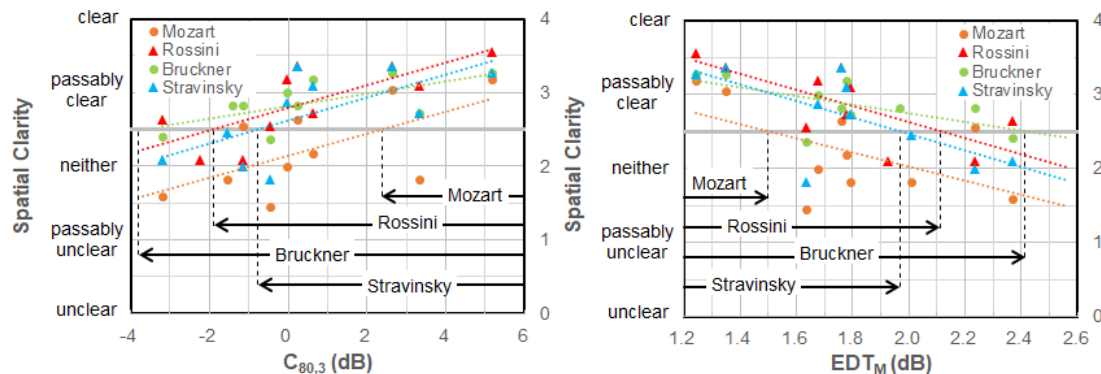 clear
passably
clear
neither
passably
unclear
unclear
Spatial Clarity
Mozart
Rossini
Bruckner
Stravinsky
4
3
2
1
0
Mozart
Rossini
Bruckner
Stravinsky
-4 -2 0 2 4 6
C80,3 (dB)
clear
passably
clear
neither
passably
unclear
unclear
Spatial Clarity
Mozart
Rossini
Bruckner
Stravinsky
4
3
2
1
0
Mozart
Rossini
Bruckner
Stravinsky
1.2 1.4 1.6 1.8 2.0 2.2 2.4 2.6
EDTM (dB)